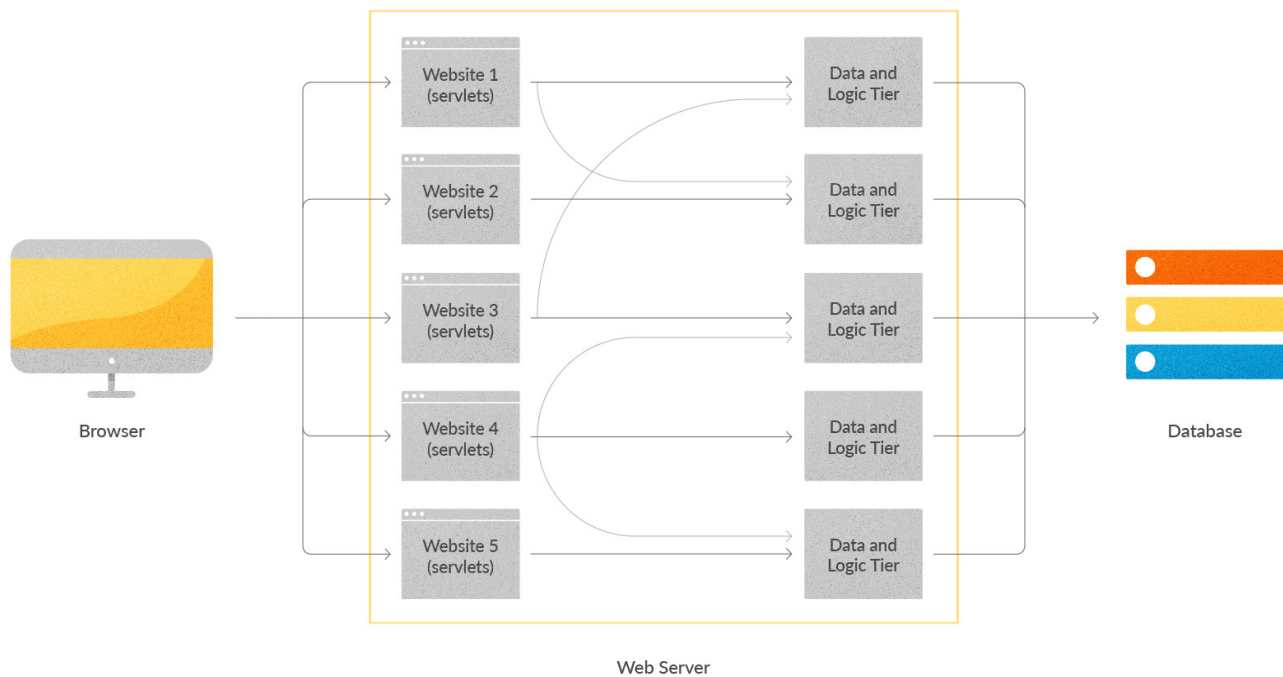 Website 1
(servlets)
Data and
Logic Tier
Website 2
(servlets)
Data and
Logic Tier
Website 3
(servlets)
Data and
Logic Tier
Website 4
(servlets)
Data and
Logic Tier
Website 5
(servlets)
Data and
Logic Tier
Browser
Database
Web Server